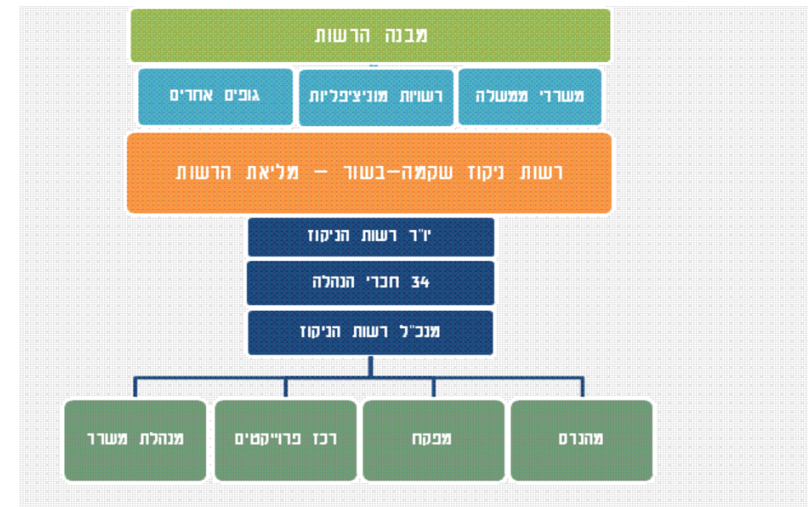 מבנה הרשות
משרדי ממשלה
רשויות מוניציפליות
גופים אחרים
רשות ניקוז שקמה-בשור – מליאת הרשות
יו"ר רשות הניקוז
34 חברי הנהלה
מנכ"ל רשות הניקוז
מהנדס
מפקח
רכז פרוייקטים
מנהלת משרד